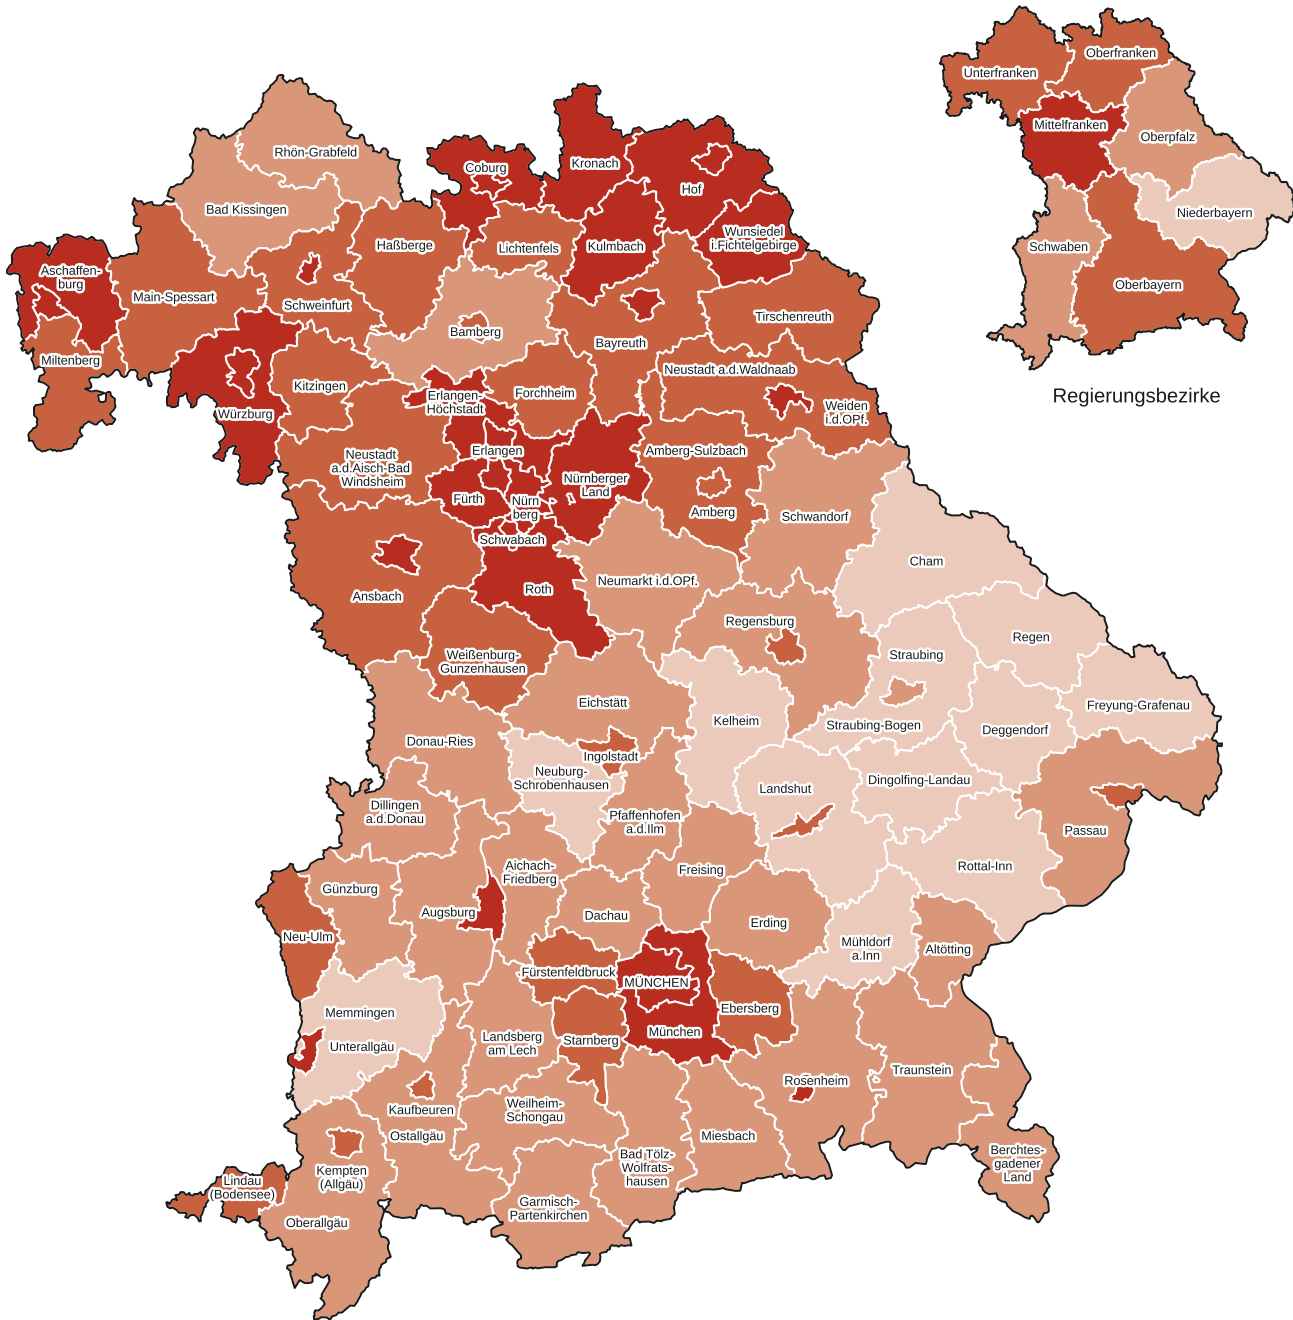 Oberfranken
Unterfranken
Mittelfranken
Oberpfalz
Niederbayern
Schwaben
Oberbayern
Regierungsbezirke
Rhön-Grabfeld
Coburg
Kronach
Hof
Bad Kissingen
Haßberge
Lichtenfels
Kulmbach
Wunsiedel
i.Fichtelgebirge
Aschaffen-
burg
Main-Spessart
Schweinfurt
Bamberg
Bayreuth
Tirschenreuth
Miltenberg
Kitzingen
Würzburg
Erlangen-
Höchstadt
Forchheim
Neustadt a.d.Waldnaab
Weiden
i.d.OPf.
Neustadt
a.d.Aisch-Bad
Windsheim
Erlangen
Fürth
Nürn
berg
Nürnberger
Land
Amberg-Sulzbach
Amberg
Schwandorf
Schwabach
Ansbach
Roth
Neumarkt i.d.OPf.
Cham
Weißenburg-
Gunzenhausen
Regensburg
Straubing
Regen
Eichstätt
Kelheim
Straubing-Bogen
Deggendorf
Freyung-Grafenau
Donau-Ries
Ingolstadt
Neuburg-
Schrobenhausen
Landshut
Dingolfing-Landau
Dillingen
a.d.Donau
Pfaffenhofen
a.d.Ilm
Passau
Günzburg
Aichach-
Friedberg
Freising
Rottal-Inn
Augsburg
Dachau
Erding
Neu-Ulm
Mühldorf
a.Inn
Altötting
Fürstenfeldbruck
MÜNCHEN
Ebersberg
Memmingen
Unterallgäu
Landsberg
am Lech
Starnberg
München
Kaufbeuren
Ostallgäu
Weilheim-
Schongau
Rosenheim
Traunstein
Miesbach
Bad Tölz-
Wolfrats-
hausen
Berchtes-
gadener
Land
Kempten
(Allgäu)
Lindau
(Bodensee)
Oberallgäu
Garmisch-
Partenkirchen